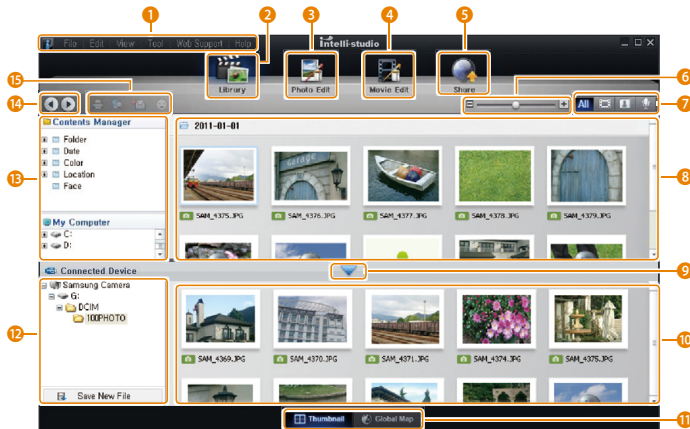 1 2 3 4 5
File Edit View Tool Web Support Help
Intelli-studio
Library Photo Edit Movie Edit Share
15
6
14
All
7
Contents Manager
2011-01-01
Folder
Date
Color
Location
Face
13
8
SAM_4375.JPG SAM_4376.JPG SAM_4377.JPG SAM_4378.JPG SAM_4379.JPG
My Computer
C:
D:
Connected Device
9
Samsung Camera
G:
DCIM
100PHOTO
12
10
SAM_4369.JPG SAM_4370.JPG SAM_4371.JPG SAM_4374.JPG SAM_4375.JPG
Save New File
Thumbnail Global Map
11